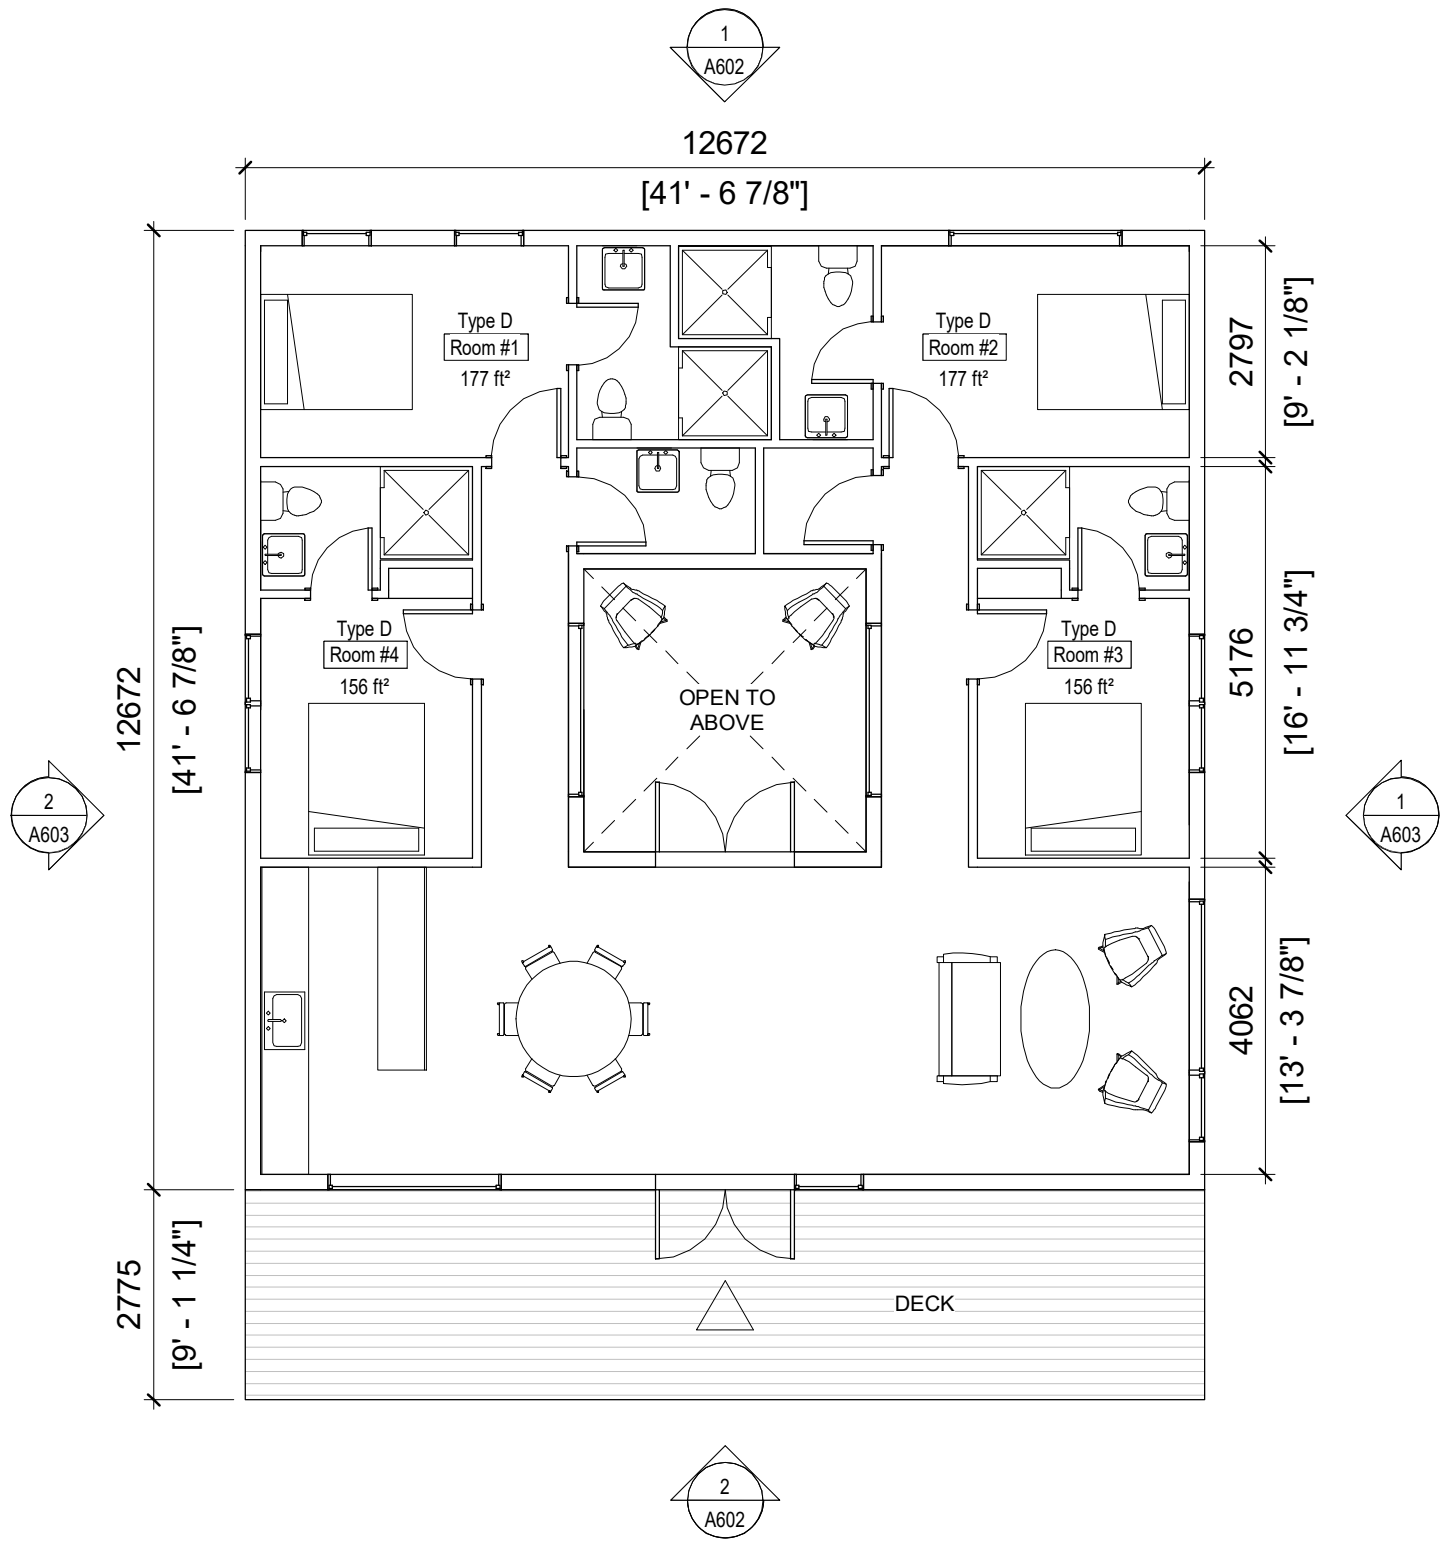 1
A602
12672
[41' - 6 7/8"]
Type D
Room #1
177 ft²
Type D
Room #2
177 ft²
2797
[9' - 2 1/8"]
Type D
Room #4
156 ft²
Type D
Room #3
156 ft²
OPEN TO
ABOVE
12672
[41' - 6 7/8"]
5176
[16' - 11 3/4"]
2
A603
1
A603
4062
[13' - 3 7/8"]
2775
[9' - 1 1/4"]
DECK
2
A602